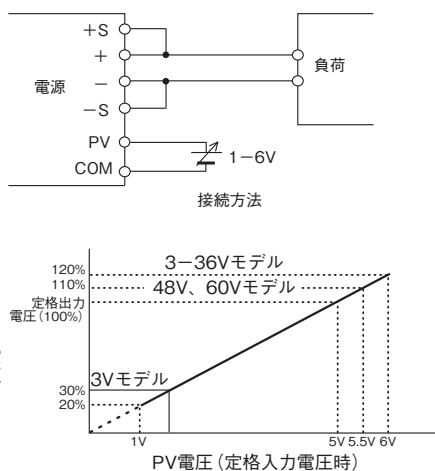 +S
+
電源
−
−S
負荷
PV
COM
1−6V
接続方法
120%
3−36Vモデル
110%
48V、60Vモデル
定格出力
電圧(100%)
30%
3Vモデル
20%
1V
5V 5.5V 6V
PV電圧(定格入力電圧時)